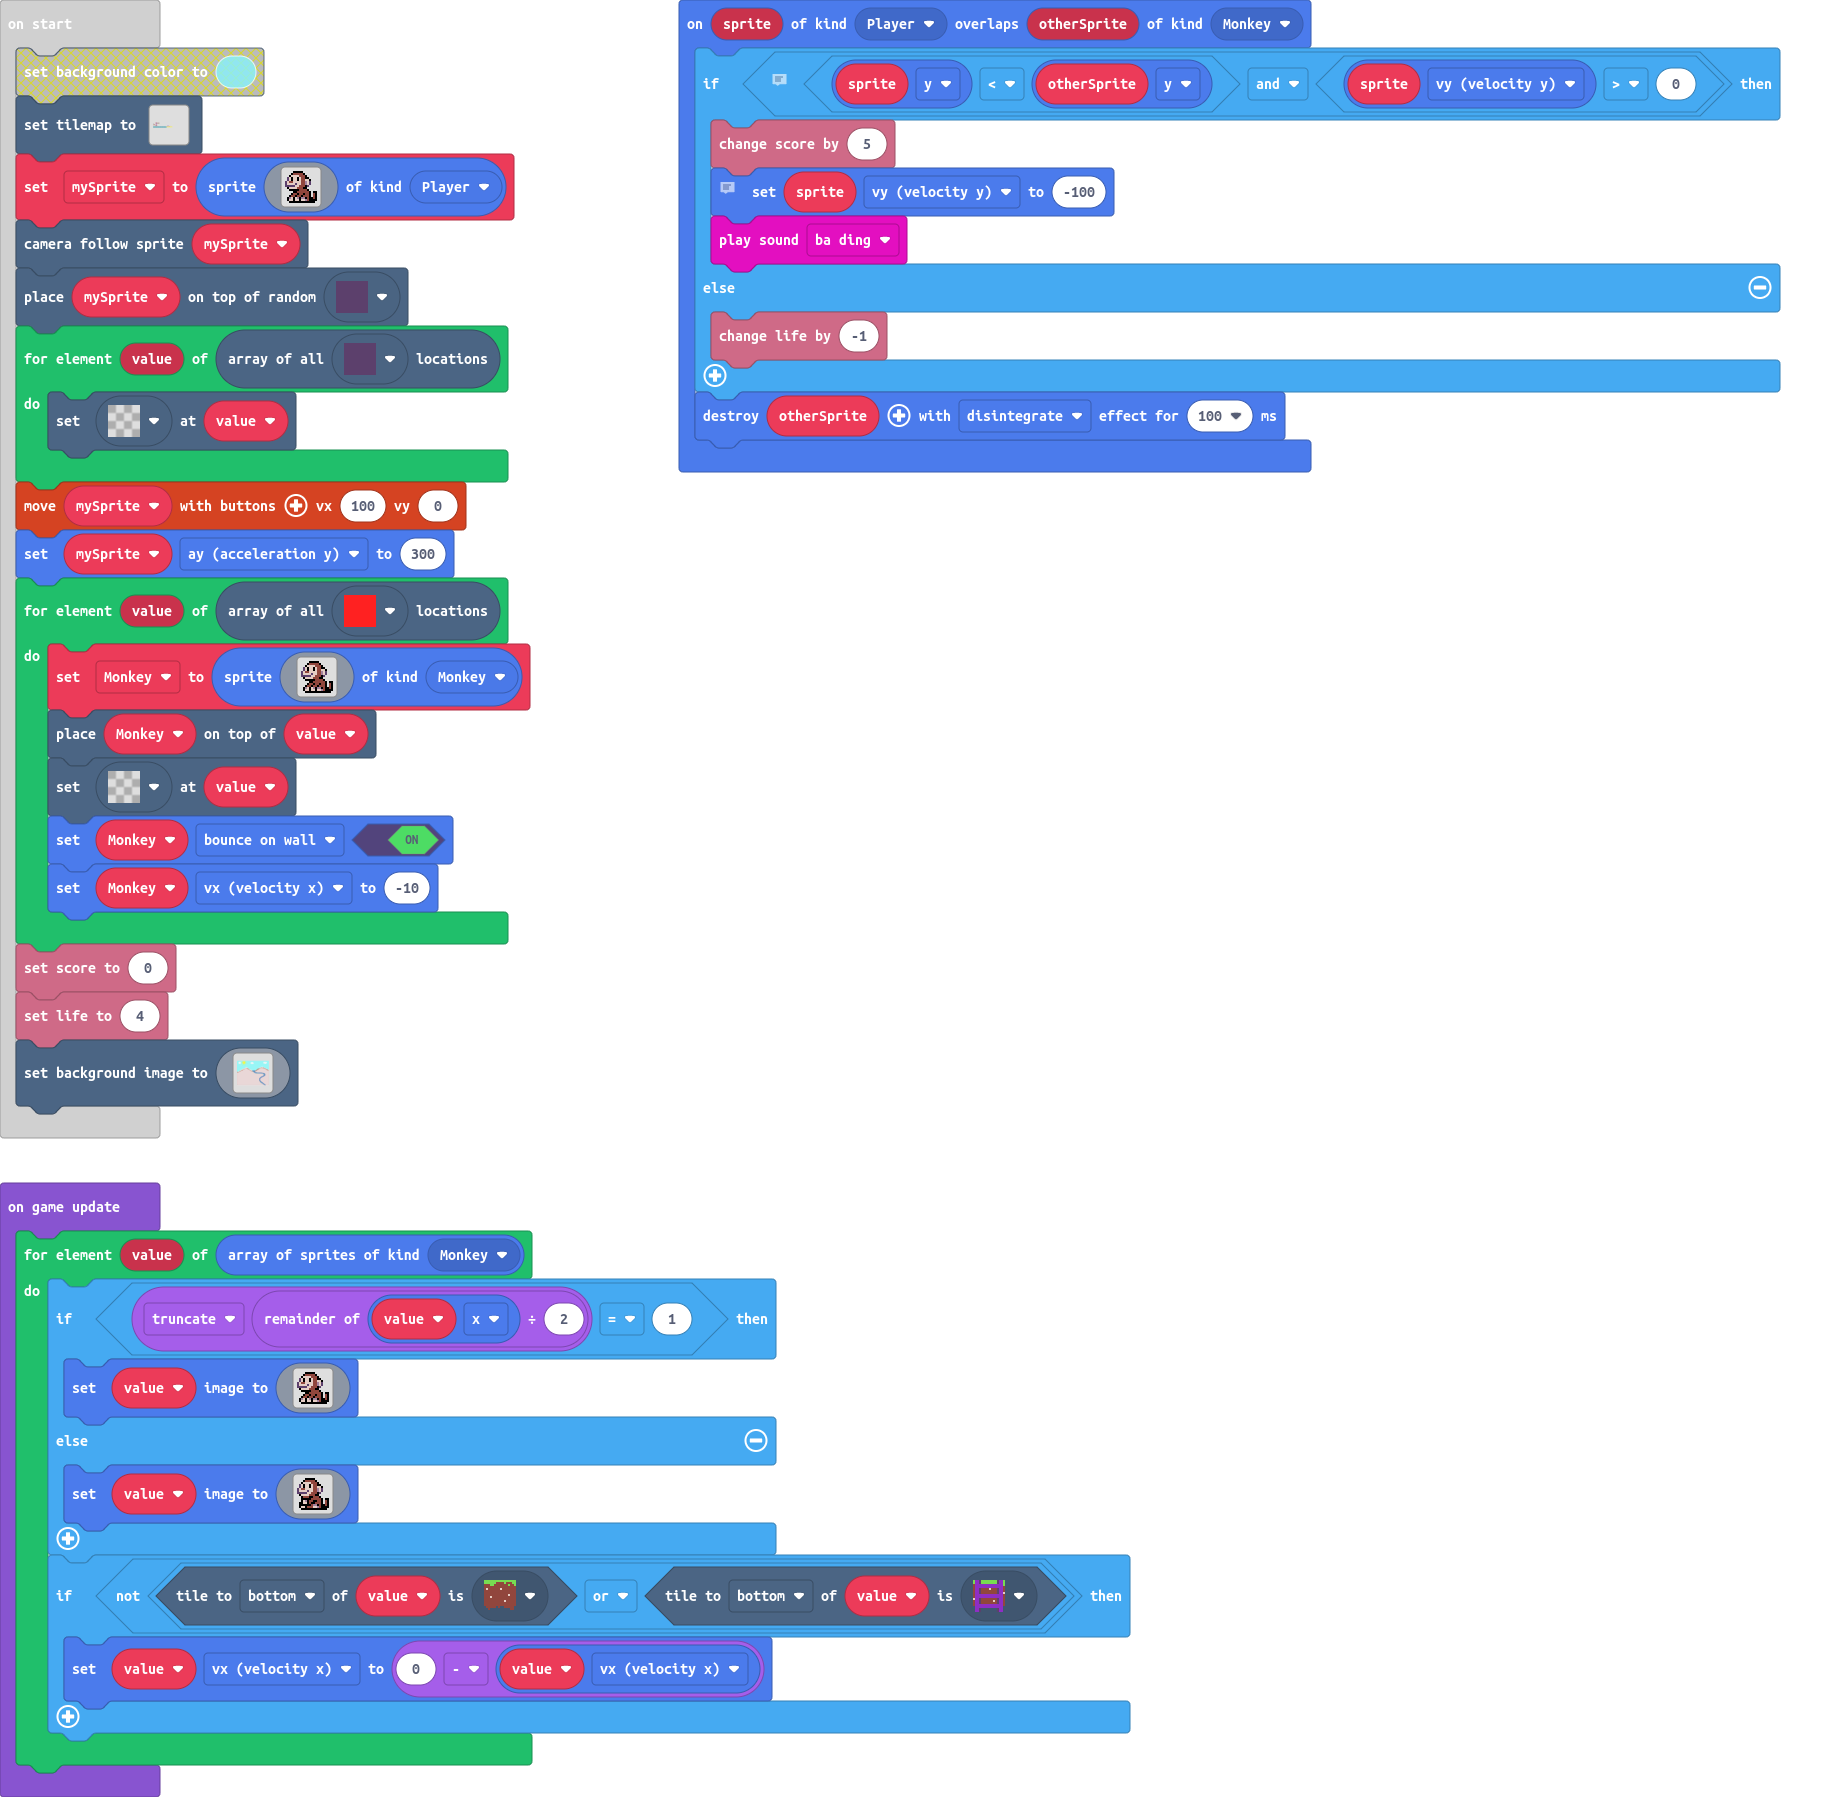 on start
set background color to
set tilemap to
set mySprite to sprite of kind Player
camera follow sprite mySprite
place mySprite on top of random
for element value of array of all locations
do
set at value
move mySprite with buttons vx 100 vy 0
set mySprite ay (acceleration y) to 300
for element value of array of all locations
do
set Monkey to sprite of kind Monkey
place Monkey on top of value
set at value
set Monkey bounce on wall ON
set Monkey vx (velocity x) to -10
set score to 0
set life to 4
set background image to
on sprite of kind Player overlaps otherSprite of kind Monkey
if sprite y < otherSprite y and sprite vy (velocity y) > 0 then
change score by 5
set sprite vy (velocity y) to -100
play sound ba ding
else
change life by -1
destroy otherSprite with disintegrate effect for 100 ms
on game update
for element value of array of sprites of kind Monkey
do
if truncate remainder of value x ÷ 2 = 1 then
set value image to
else
set value image to
if not tile to bottom of value is or tile to bottom of value is then
set value vx (velocity x) to 0 - value vx (velocity x)